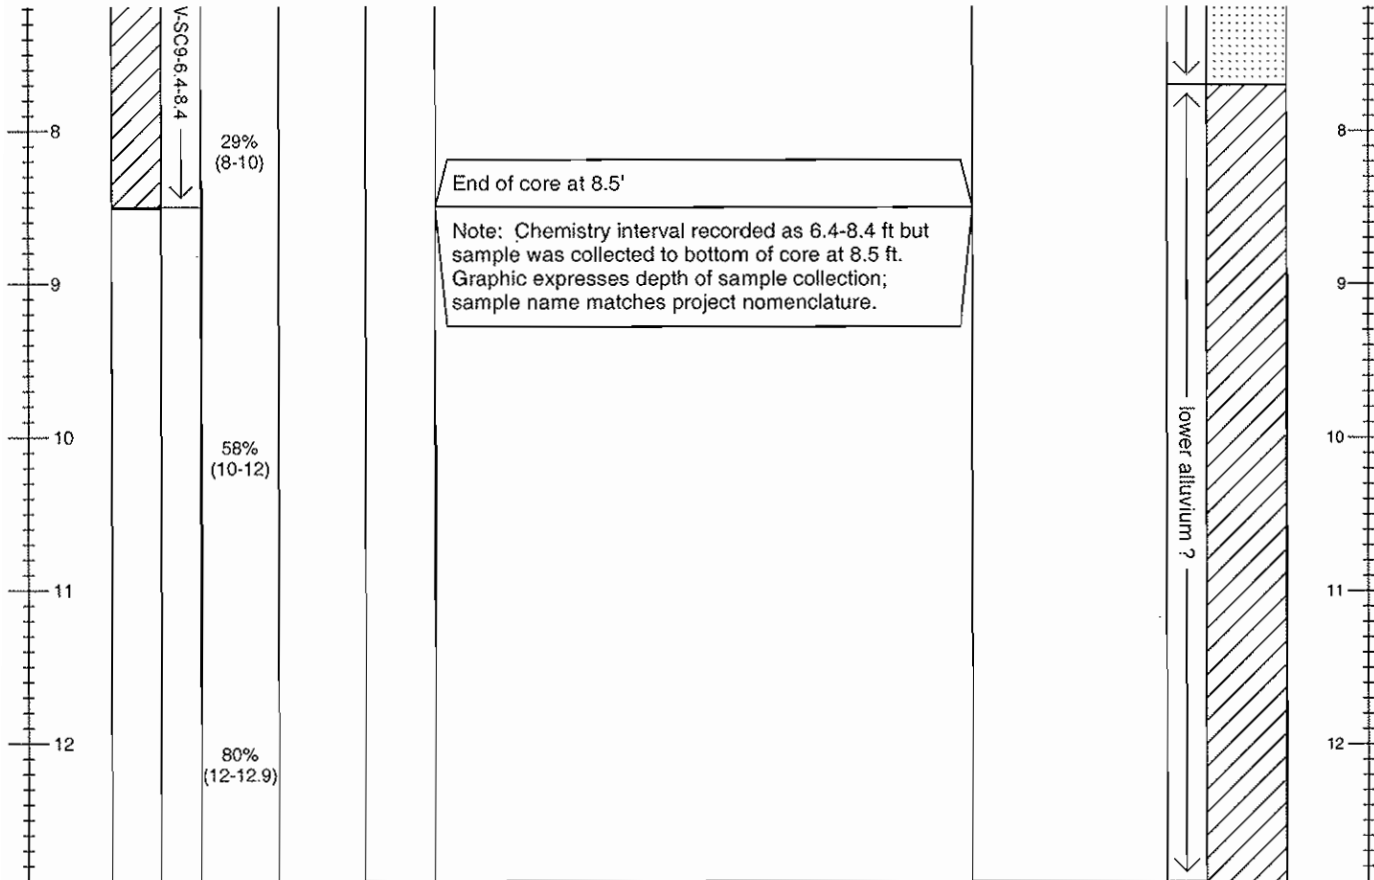 V-SC9-6.4-8.4
8
29%
(8-10)
End of core at 8.5'
Note: Chemistry interval recorded as 6.4-8.4 ft but
sample was collected to bottom of core at 8.5 ft.
Graphic expresses depth of sample collection;
sample name matches project nomenclature.
8
9
9
10
58%
(10-12)
lower alluvium ?
10
11
11
12
80%
(12-12.9)
12